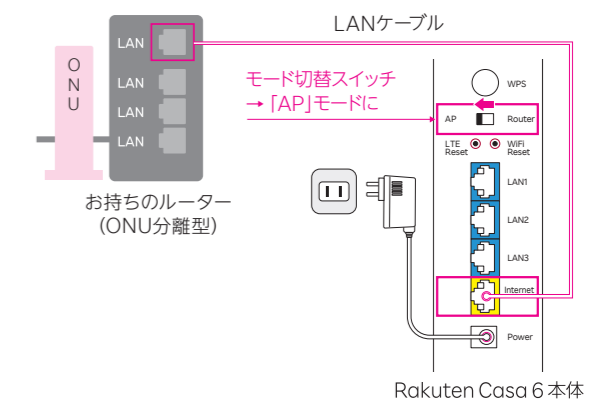 LANケーブル
ONU
LAN
LAN
LAN
LAN
お持ちのルーター
(ONU分離型)
モード切替スイッチ
→「AP」モードに
WPS
AP
Router
LTE
Reset
WiFi
Reset
LAN1
LAN2
LAN3
Internet
Power
Rakuten Casa 6 本体